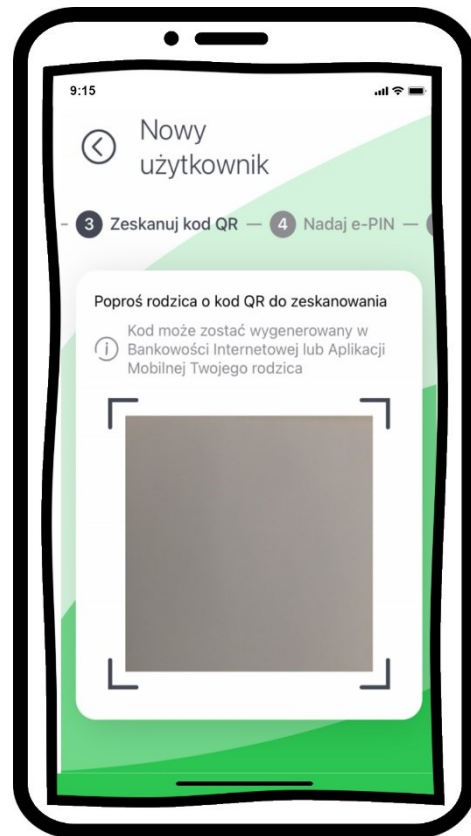 9:15
Nowy
użytkownik
3 Zeskanuj kod QR — 4 Nadaj e-PIN —
Poproś rodzica o kod QR do zeskanowania
Kod może zostać wygenerowany w
Bankowości Internetowej lub Aplikacji
Mobilnej Twojego rodzica